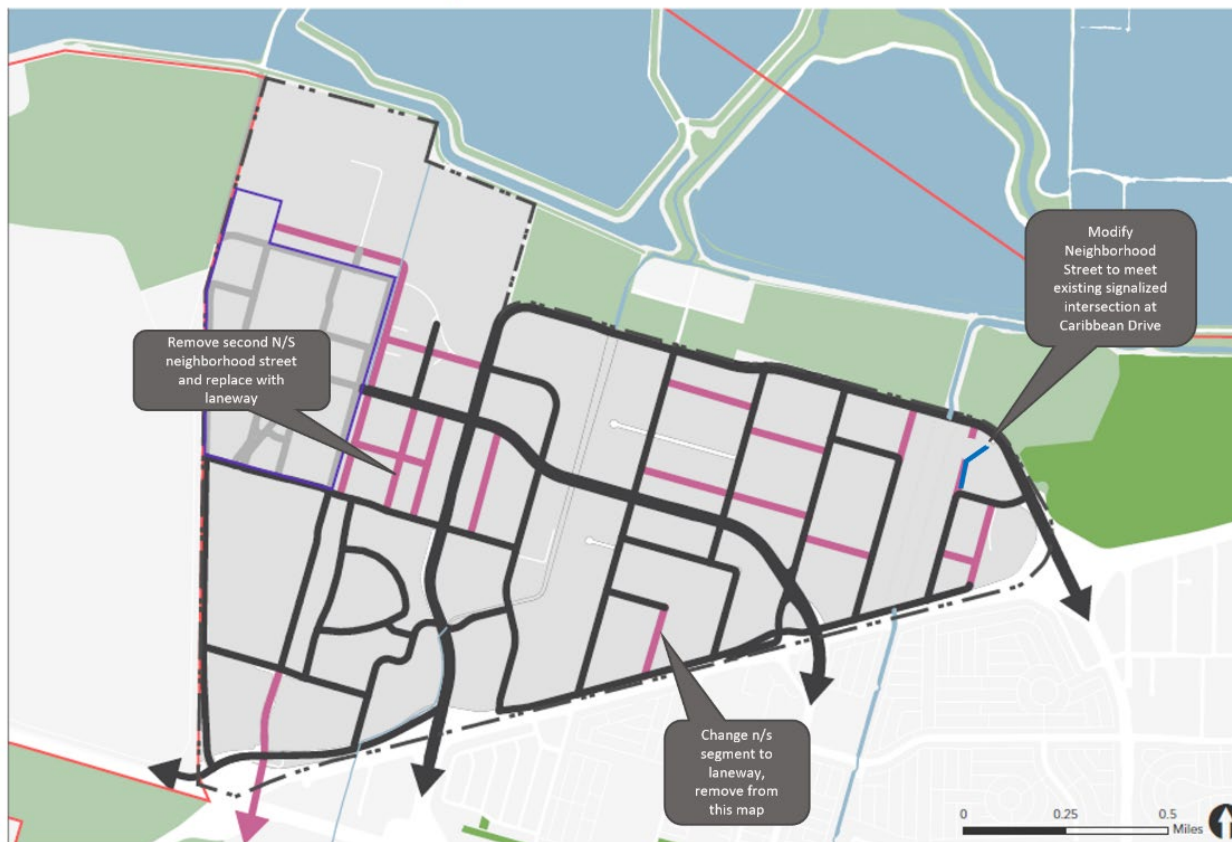 Modify
Neighborhood
Street to meet
existing signalized
intersection at
Caribbean Drive
Remove second N/S
neighborhood street
and replace with
laneway
Change n/s
segment to
laneway,
remove from
this map
0 0.25 0.5
Miles